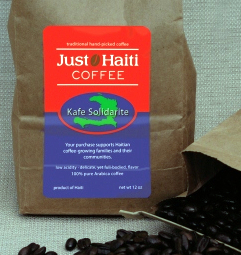 traditional hand-picked coffee
Just Haiti
COFFEE
Kafe Solidarite
Your purchase supports Haitian
coffee-growing families and their
communities.
low acidity - delicate, yet full-bodied, flavor
100% pure Arabica coffee
product of Haiti net wt 12 oz